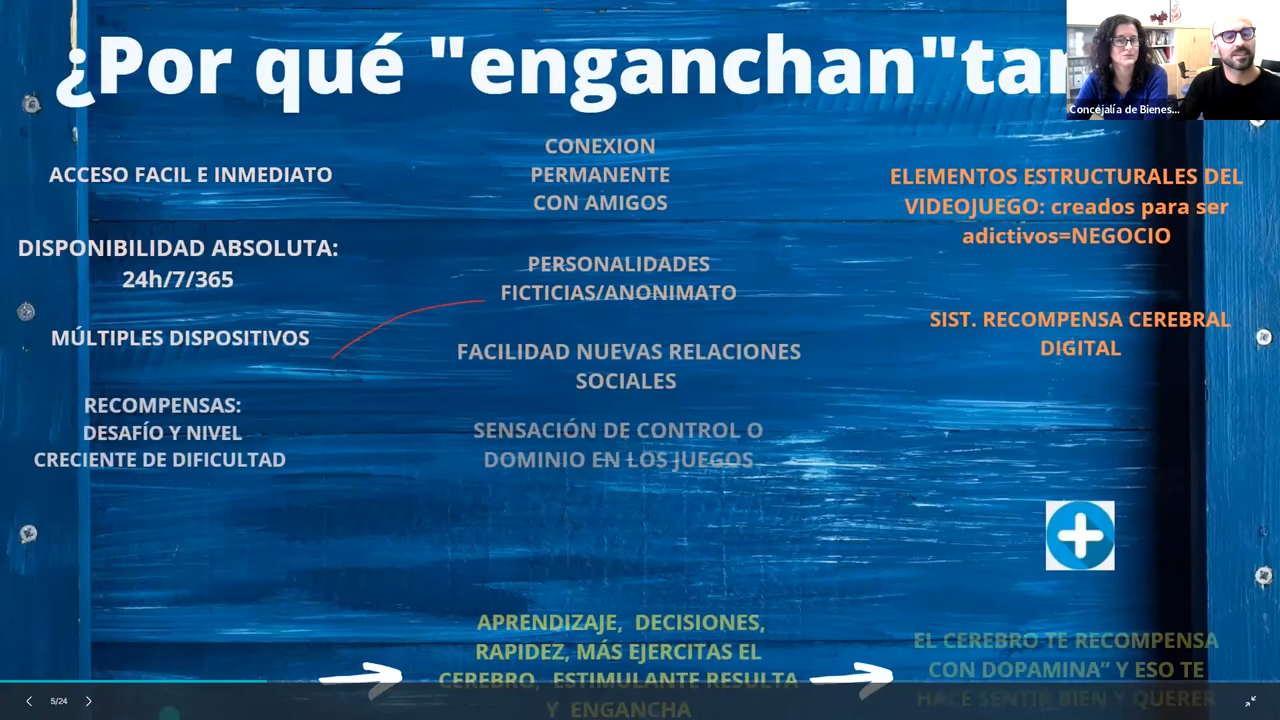 ¿Por qué "enganchan"tan
Concejalía de Bienes...
ACCESO FACIL E INMEDIATO
DISPONIBILIDAD ABSOLUTA:
24h/7/365
MÚLTIPLES DISPOSITIVOS
RECOMPENSAS:
DESAFÍO Y NIVEL
CRECIENTE DE DIFICULTAD
CONEXION
PERMANENTE
CON AMIGOS
PERSONALIDADES
FICTICIAS/ANONIMATO
FACILIDAD NUEVAS RELACIONES
SOCIALES
SENSACIÓN DE CONTROL O
DOMINIO EN LOS JUEGOS
ELEMENTOS ESTRUCTURALES DEL
VIDEOJUEGO: creados para ser
adictivos=NEGOCIO
SIST. RECOMPENSA CEREBRAL
DIGITAL
APRENDIZAJE, DECISIONES,
RAPIDEZ, MÁS EJERCITAS EL
CEREBRO, ESTIMULANTE RESULTA
Y ENGANCHA
EL CEREBRO TE RECOMPENSA
CON DOPAMINA” Y ESO TE
HACE SENTIR BIEN Y QUERER
5/24